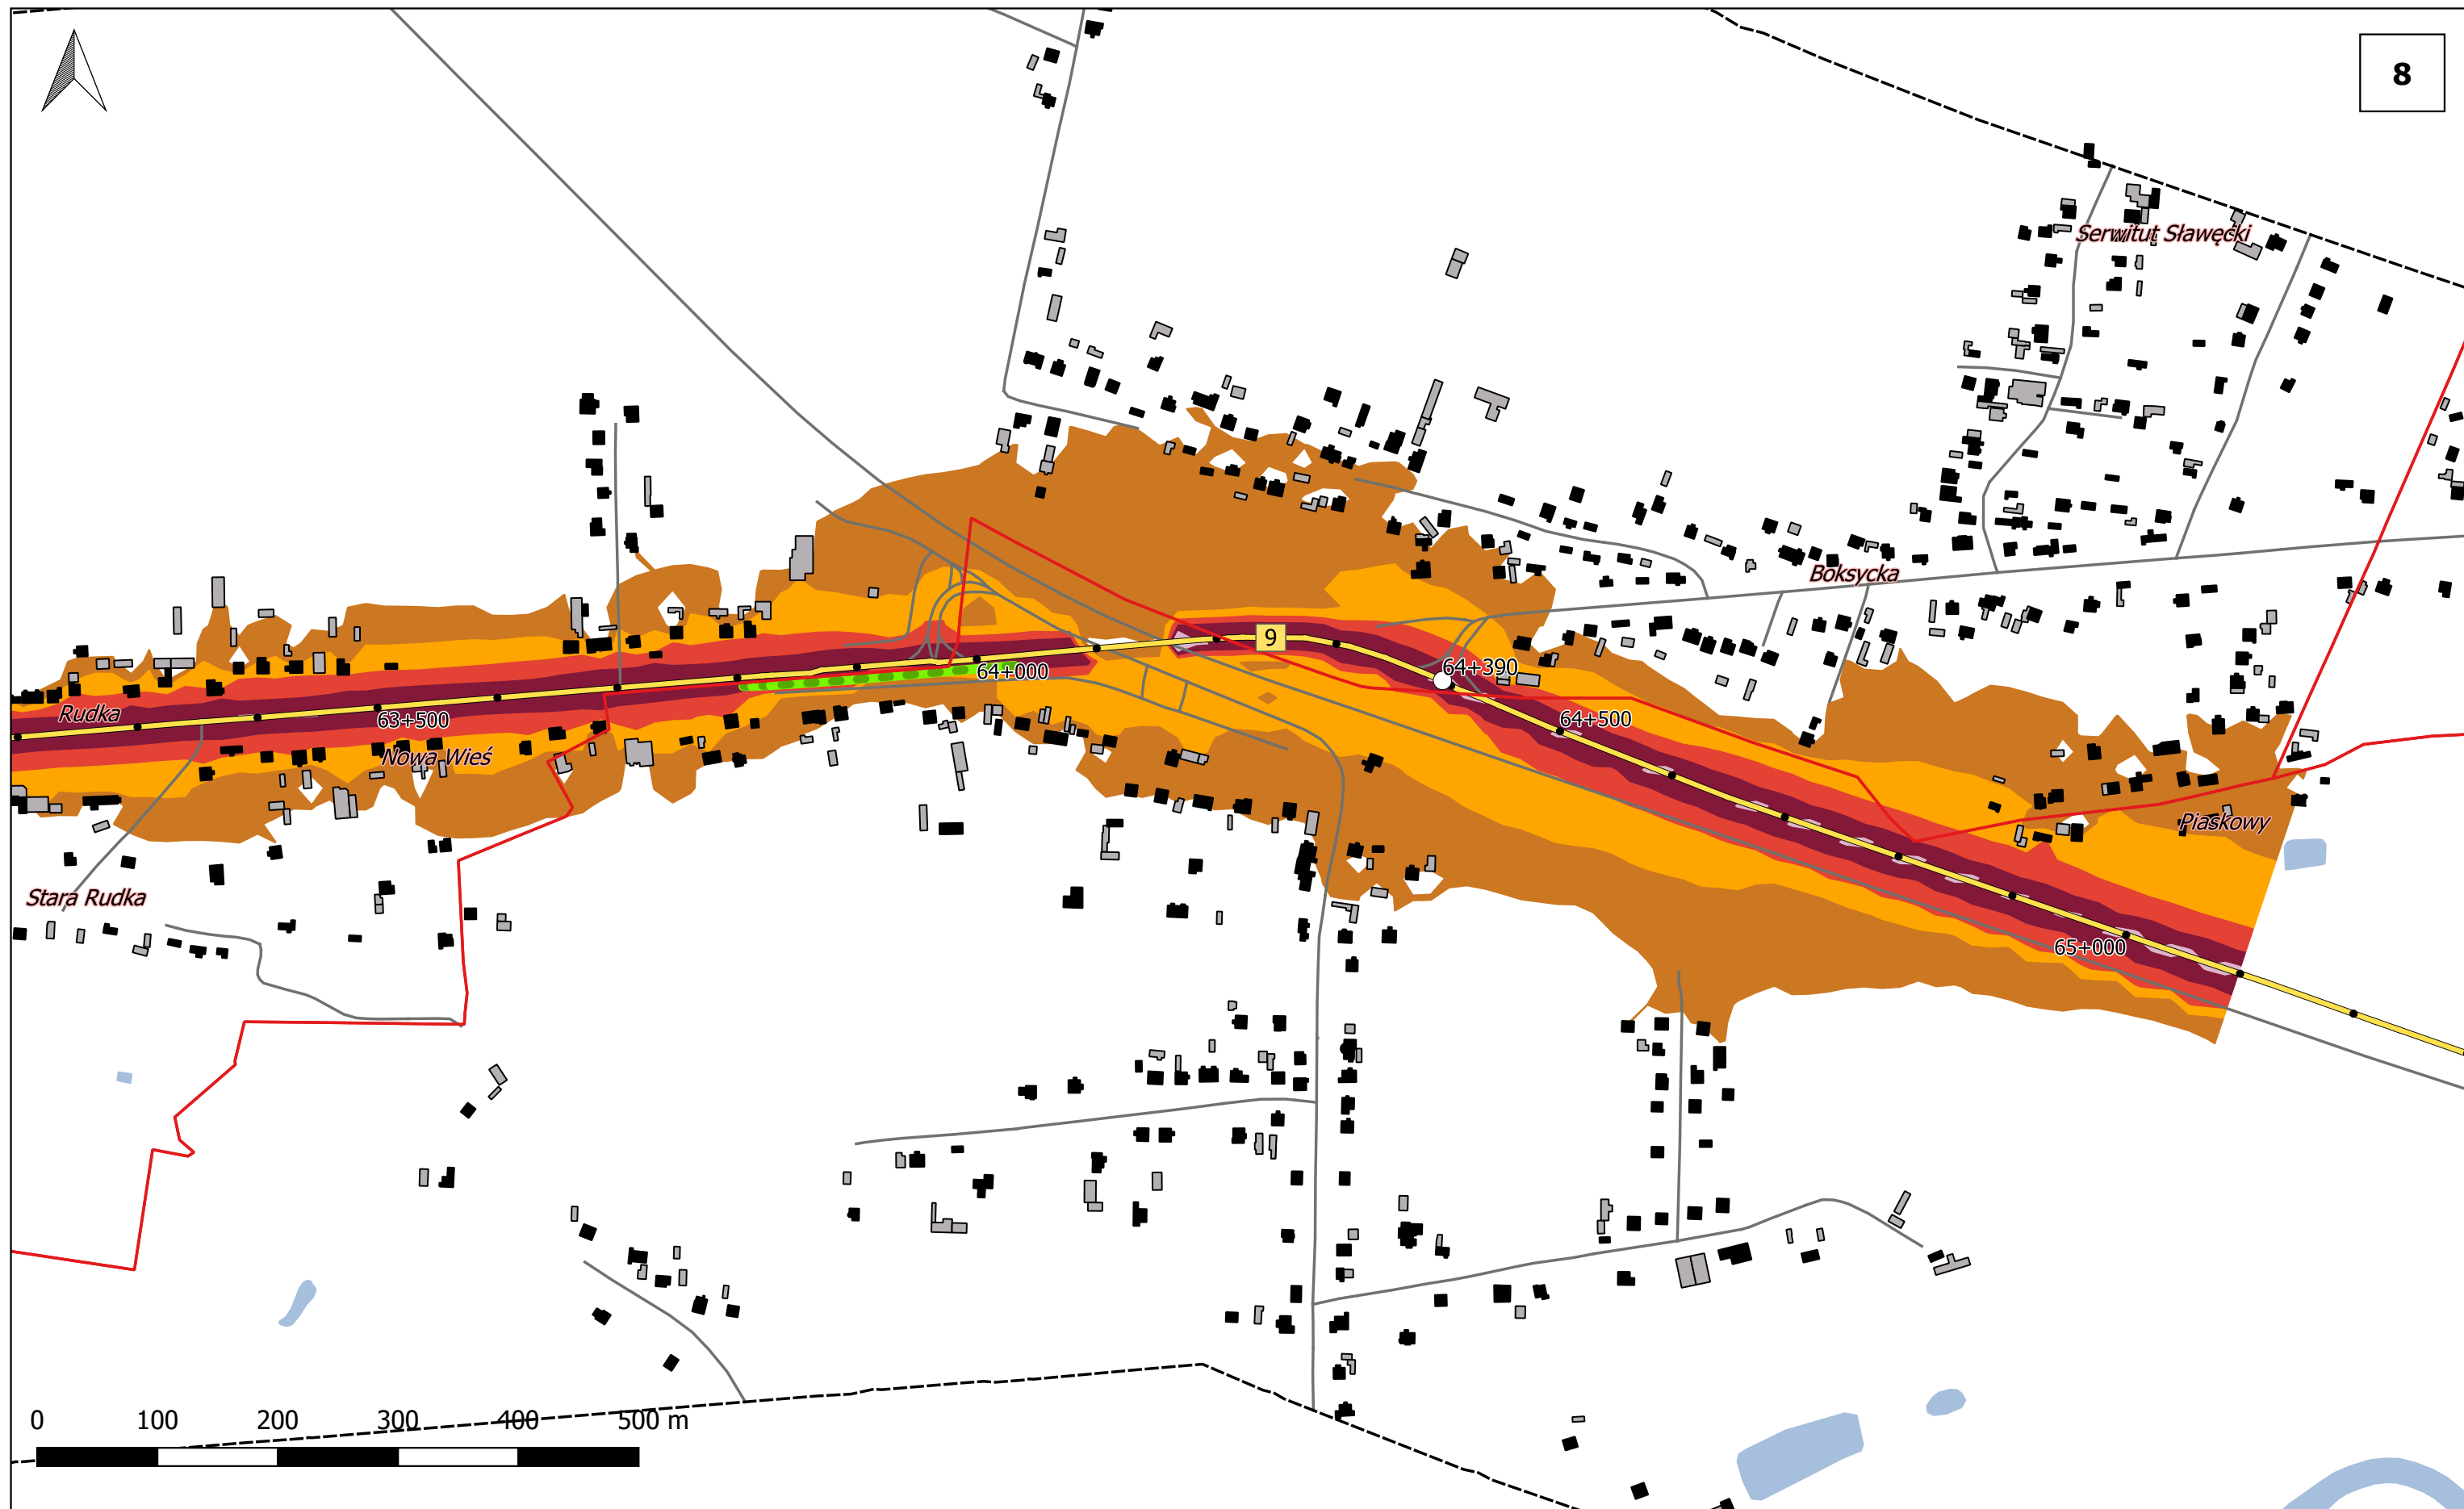 8
Serwitut Sławęcki
Boksycka
9
64+390
64+000
Rudka
63+500
64+500
Nowa Wieś
Piaskowy
Stara Rudka
65+000
0 100 200 300 400 500 m